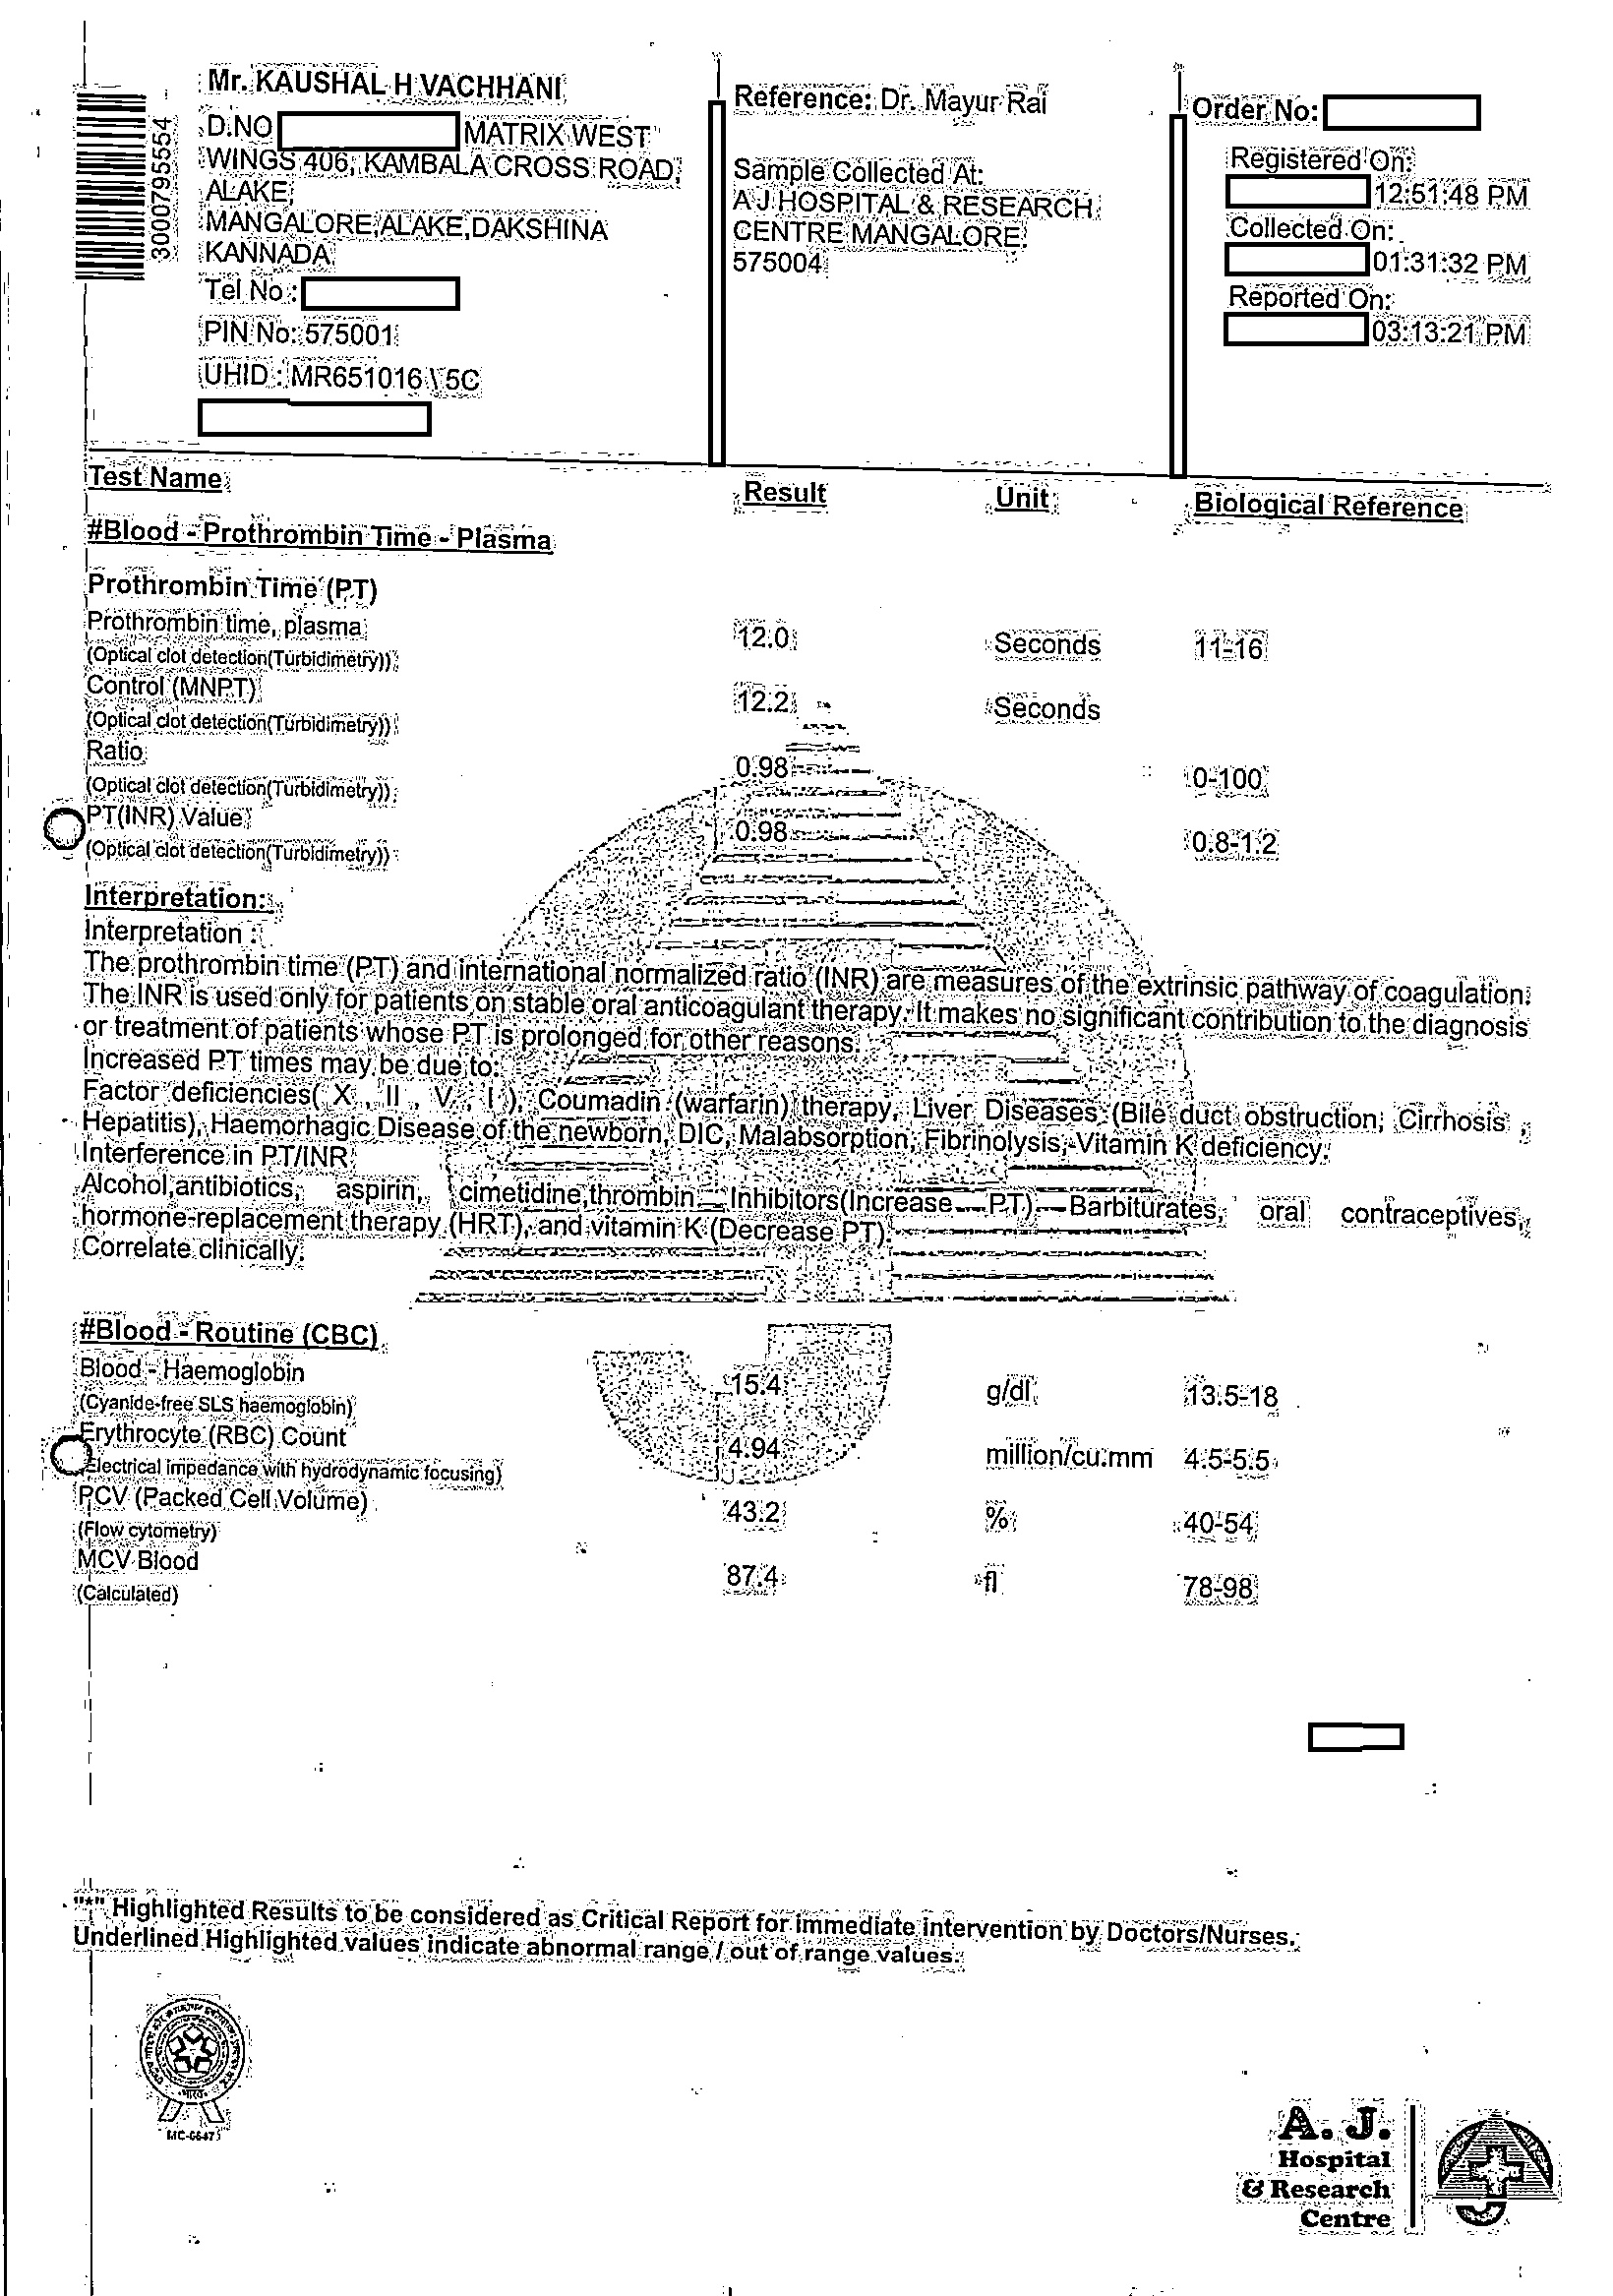 Mr. KAUSHAL H VACHHANI
D.NO MATRIX WEST
WINGS 406, KAMBALA CROSS ROAD,
ALAKE,
MANGALORE,ALAKE,DAKSHINA
KANNADA
Tel No :
PIN No: 575001
UHID : MR651016 \ 5C
3000795554
Reference: Dr. Mayur Rai
Sample Collected At:
A J HOSPITAL & RESEARCH
CENTRE MANGALORE
575004
Order No:
Registered On:
12:51:48 PM
Collected On:
01:31:32 PM
Reported On:
03:13:21 PM
Test Name Result Unit Biological Reference
#Blood - Prothrombin Time - Plasma
Prothrombin Time (PT)
Prothrombin time, plasma 12.0 Seconds 11-16
(Optical clot detection(Turbidimetry))
Control (MNPT) 12.2 Seconds
(Optical clot detection(Turbidimetry))
Ratio 0.98 0-100
(Optical clot detection(Turbidimetry))
PT(INR) Value 0.98 0.8-1.2
(Optical clot detection(Turbidimetry))
Interpretation:
Interpretation :
The prothrombin time (PT) and international normalized ratio (INR) are measures of the extrinsic pathway of coagulation.
The INR is used only for patients on stable oral anticoagulant therapy. It makes no significant contribution to the diagnosis
or treatment of patients whose PT is prolonged for other reasons.
Increased PT times may be due to:
Factor deficiencies( X , II , V , I ), Coumadin (warfarin) therapy, Liver Diseases (Bile duct obstruction, Cirrhosis ,
Hepatitis), Haemorhagic Disease of the newborn, DIC, Malabsorption, Fibrinolysis, Vitamin K deficiency.
Interference in PT/INR
Alcohol,antibiotics, aspirin, cimetidine,thrombin Inhibitors(Increase PT) Barbiturates, oral contraceptives,
hormone-replacement therapy (HRT), and vitamin K (Decrease PT).
Correlate clinically.
#Blood - Routine (CBC)
Blood - Haemoglobin 15.4 g/dl 13.5-18
(Cyanide-free SLS haemoglobin)
Erythrocyte (RBC) Count 4.94 million/cu.mm 4.5-5.5
Electrical impedance with hydrodynamic focusing)
PCV (Packed Cell Volume) 43.2 % 40-54
(Flow cytometry)
MCV Blood 87.4 fl 78-98
(Calculated)
"*" Highlighted Results to be considered as Critical Report for immediate intervention by Doctors/Nurses.
Underlined Highlighted values indicate abnormal range / out of range values.
A. J.
Hospital
& Research
Centre